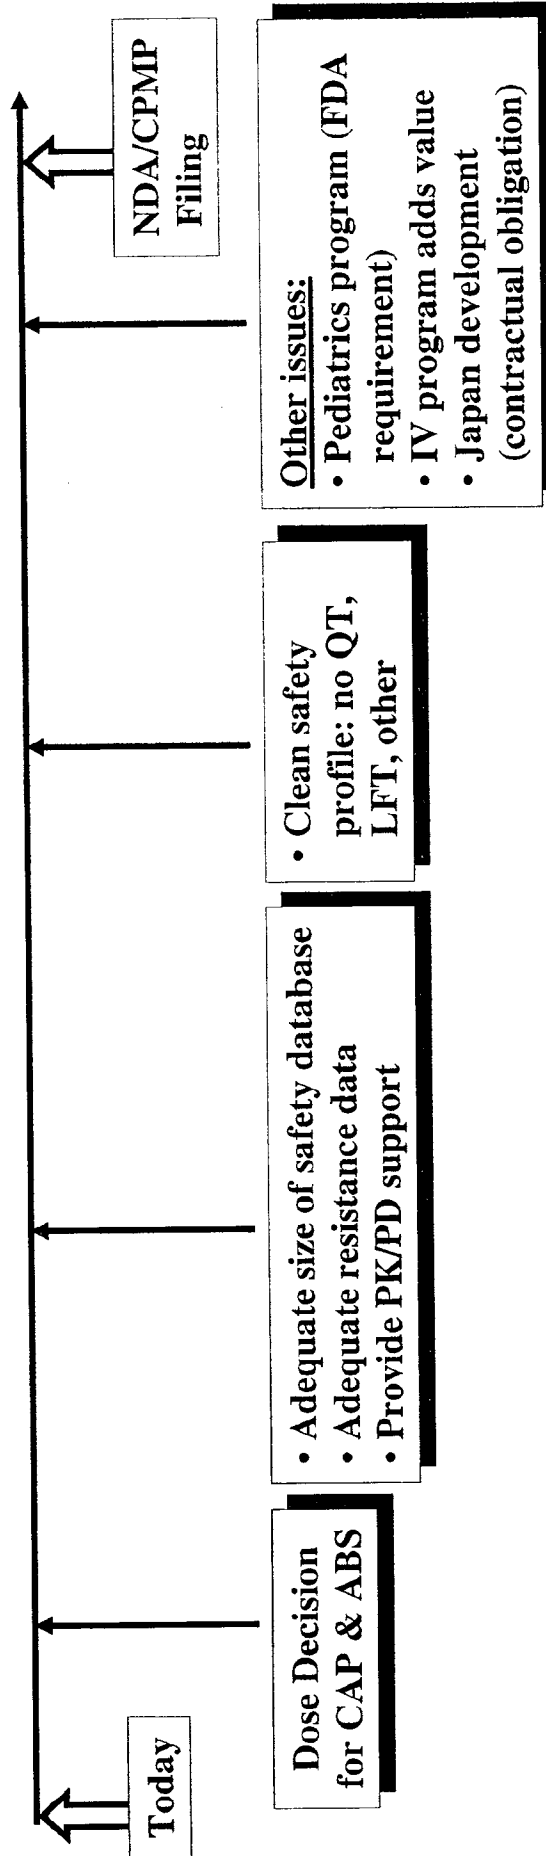 Today
Dose Decision
for CAP & ABS
• Adequate size of safety database
• Adequate resistance data
• Provide PK/PD support
• Clean safety
profile: no QT,
LFT, other
Other issues:
• Pediatrics program (FDA
requirement)
• IV program adds value
• Japan development
(contractual obligation)
NDA/CPMP
Filing